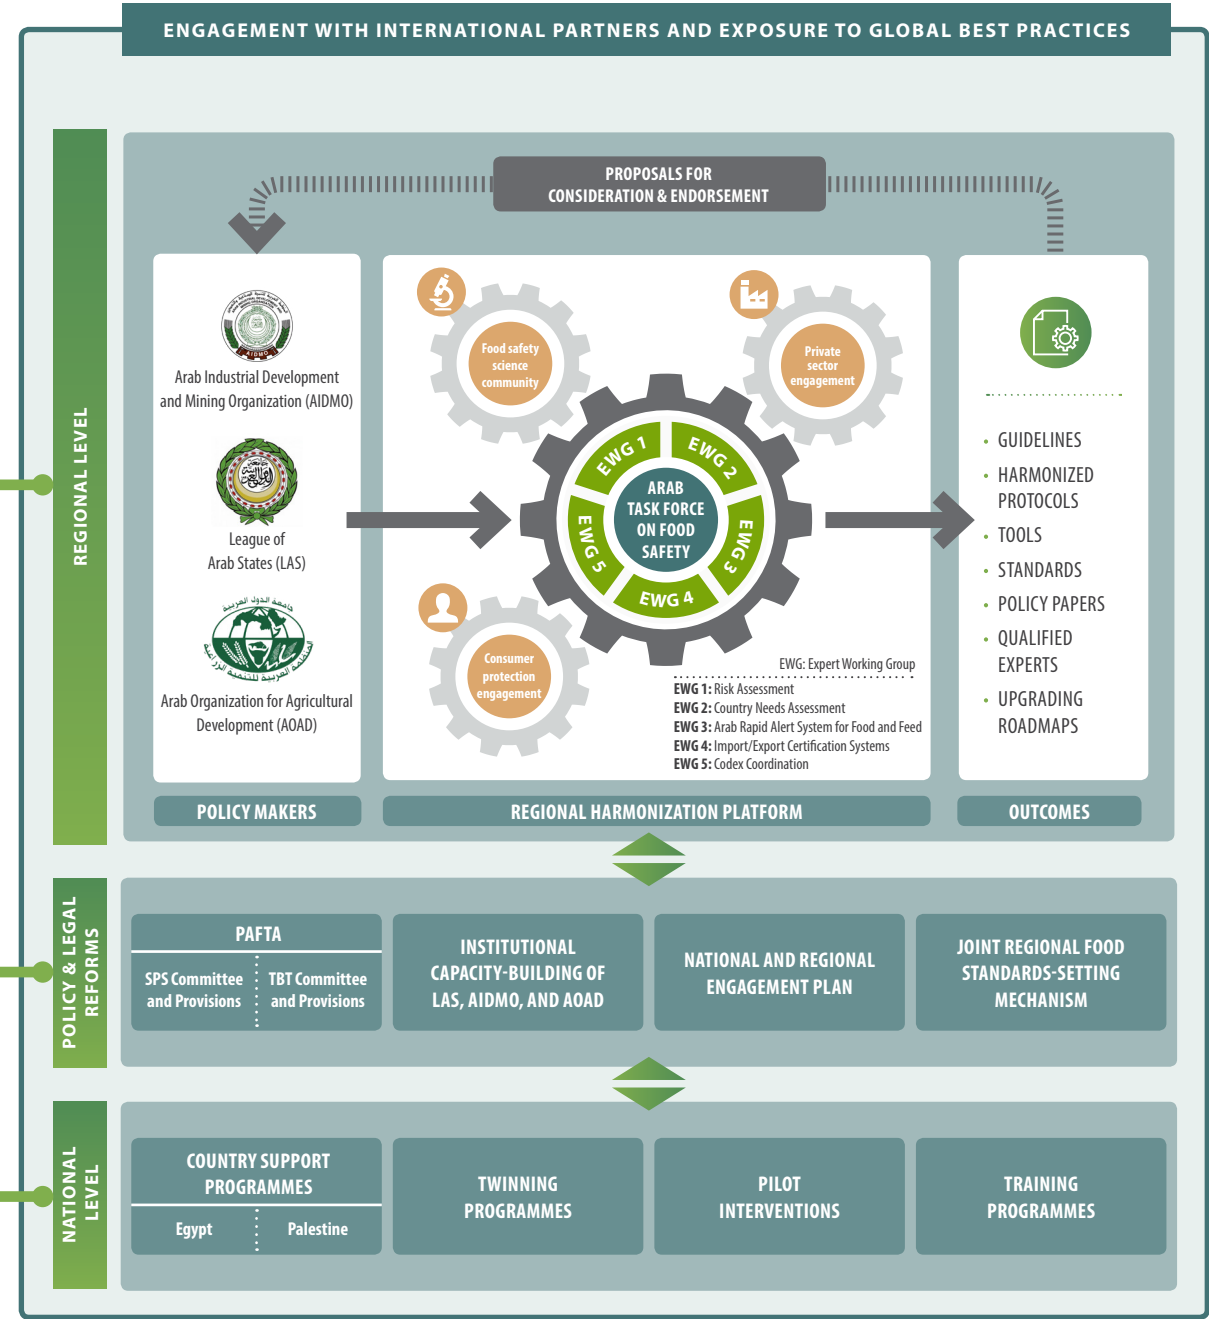 ENGAGEMENT WITH INTERNATIONAL PARTNERS AND EXPOSURE TO GLOBAL BEST PRACTICES
REGIONAL LEVEL
PROPOSALS FOR
CONSIDERATION & ENDORSEMENT
AIDMO
Arab Industrial Development
and Mining Organization (AIDMO)
League of
Arab States (LAS)
جامعة الدول العربية
المنظمة العربية للتنمية الزراعية
Arab Organization for Agricultural
Development (AOAD)
POLICY MAKERS
Food safety
science
community
Private
sector
engagement
Consumer
protection
engagement
EWG 1
EWG 2
EWG 3
EWG 4
EWG 5
ARAB
TASK FORCE
ON FOOD
SAFETY
EWG: Expert Working Group
EWG 1: Risk Assessment
EWG 2: Country Needs Assessment
EWG 3: Arab Rapid Alert System for Food and Feed
EWG 4: Import/Export Certification Systems
EWG 5: Codex Coordination
REGIONAL HARMONIZATION PLATFORM
• GUIDELINES
• HARMONIZED
PROTOCOLS
• TOOLS
• STANDARDS
• POLICY PAPERS
• QUALIFIED
EXPERTS
• UPGRADING
ROADMAPS
OUTCOMES
POLICY & LEGAL
REFORMS
PAFTA
SPS Committee
and Provisions
TBT Committee
and Provisions
INSTITUTIONAL
CAPACITY-BUILDING OF
LAS, AIDMO, AND AOAD
NATIONAL AND REGIONAL
ENGAGEMENT PLAN
JOINT REGIONAL FOOD
STANDARDS-SETTING
MECHANISM
NATIONAL
LEVEL
COUNTRY SUPPORT
PROGRAMMES
Egypt
Palestine
TWINNING
PROGRAMMES
PILOT
INTERVENTIONS
TRAINING
PROGRAMMES